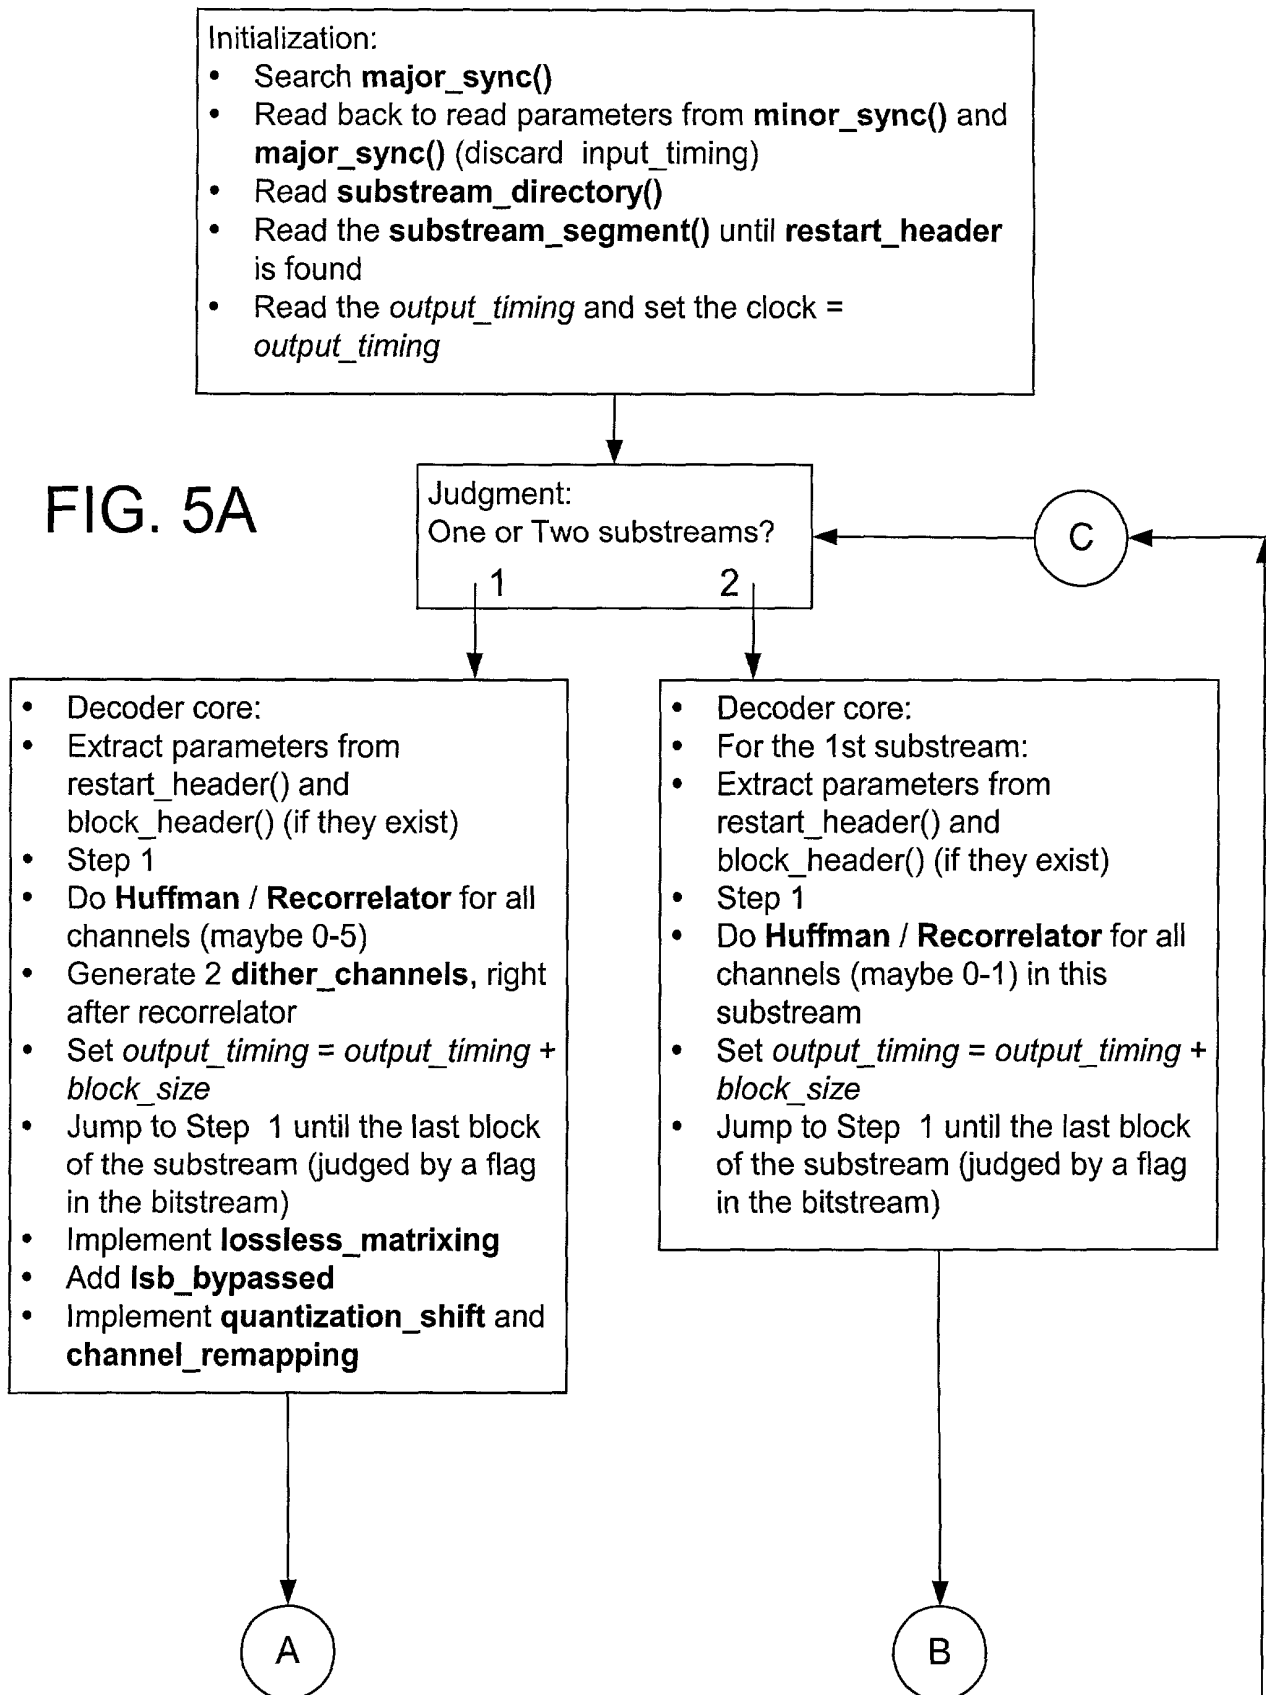 Initialization:
• Search major_sync()
• Read back to read parameters from minor_sync() and
major_sync() (discard input_timing)
• Read substream_directory()
• Read the substream_segment() until restart_header
is found
• Read the output_timing and set the clock =
output_timing
FIG. 5A
Judgment:
One or Two substreams?
1 2
C
• Decoder core:
• Extract parameters from
restart_header() and
block_header() (if they exist)
• Step 1
• Do Huffman / Recorrelator for all
channels (maybe 0-5)
• Generate 2 dither_channels, right
after recorrelator
• Set output_timing = output_timing +
block_size
• Jump to Step 1 until the last block
of the substream (judged by a flag
in the bitstream)
• Implement lossless_matrixing
• Add lsb_bypassed
• Implement quantization_shift and
channel_remapping
• Decoder core:
• For the 1st substream:
• Extract parameters from
restart_header() and
block_header() (if they exist)
• Step 1
• Do Huffman / Recorrelator for all
channels (maybe 0-1) in this
substream
• Set output_timing = output_timing +
block_size
• Jump to Step 1 until the last block
of the substream (judged by a flag
in the bitstream)
A
B